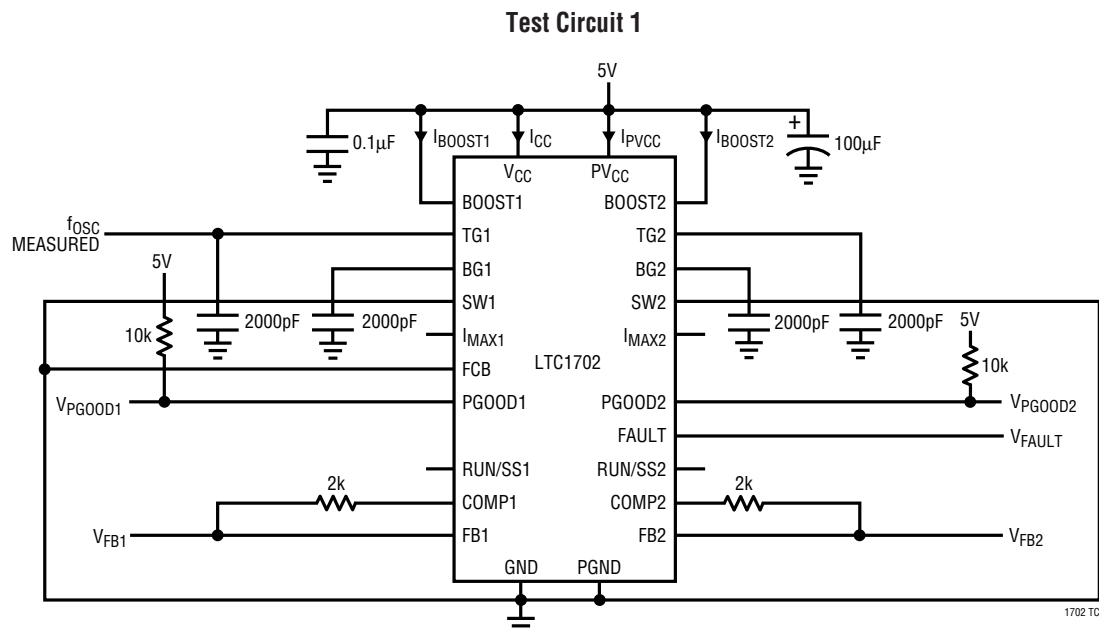 Test Circuit 1
5V
+
0.1µF
I_BOOST1
I_CC
I_PVCC
I_BOOST2
100µF
V_CC
PV_CC
BOOST1
BOOST2
f_OSC
MEASURED
TG1
TG2
5V
BG1
BG2
SW1
SW2
10k
2000pF
2000pF
2000pF
2000pF
5V
I_MAX1
I_MAX2
LTC1702
10k
FCB
V_PGOOD1
PGOOD1
PGOOD2
V_PGOOD2
FAULT
V_FAULT
RUN/SS1
RUN/SS2
2k
COMP1
COMP2
2k
V_FB1
FB1
FB2
V_FB2
GND
PGND
1702 TC